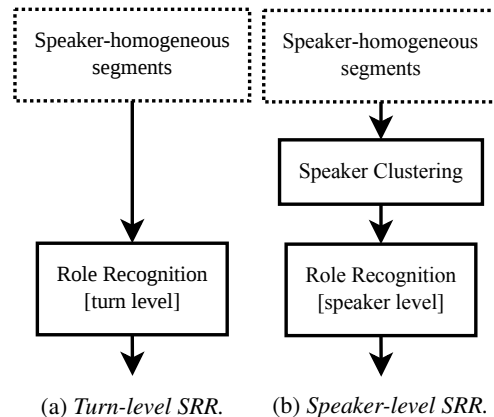 Speaker-homogeneous
segments
Role Recognition
[turn level]
(a) Turn-level SRR.
Speaker-homogeneous
segments
Speaker Clustering
Role Recognition
[speaker level]
(b) Speaker-level SRR.